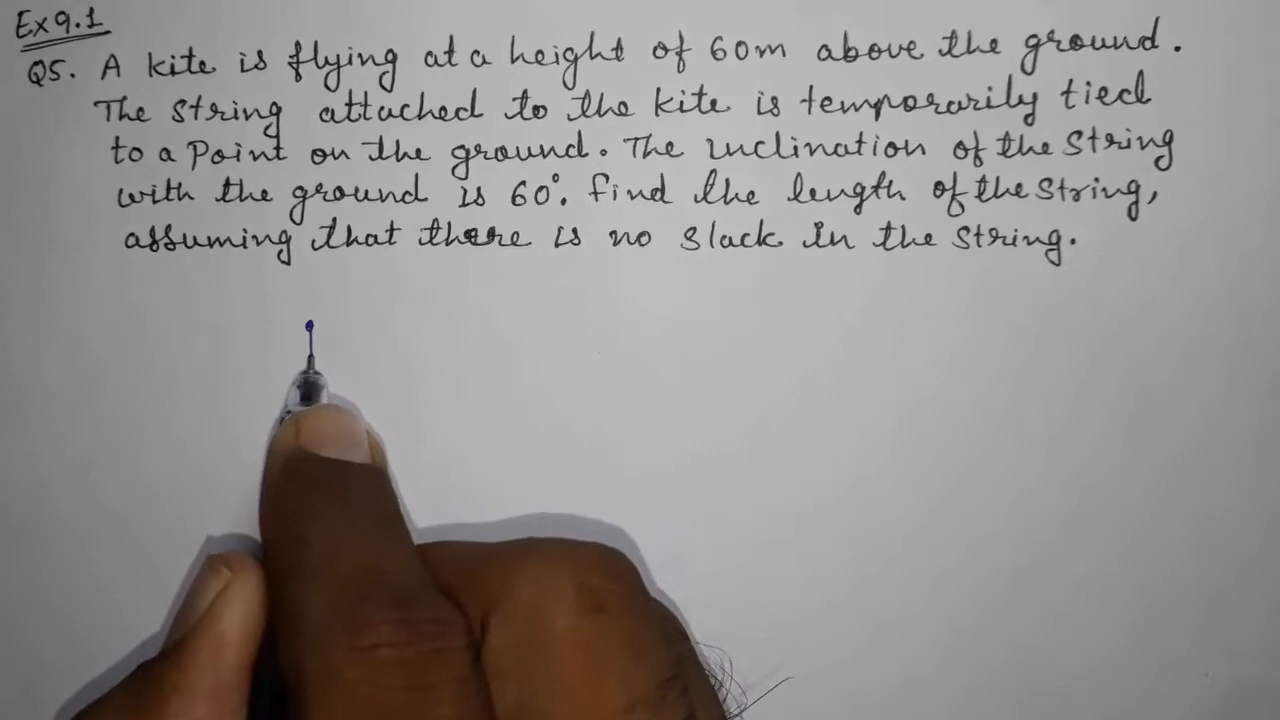 Ex 9.1
Q5. A kite is flying at a height of 60m above the ground.
The string attached to the kite is temporarily tied
to a point on the ground. The inclination of the string
with the ground is 60°. Find the length of the string,
assuming that there is no slack in the string.